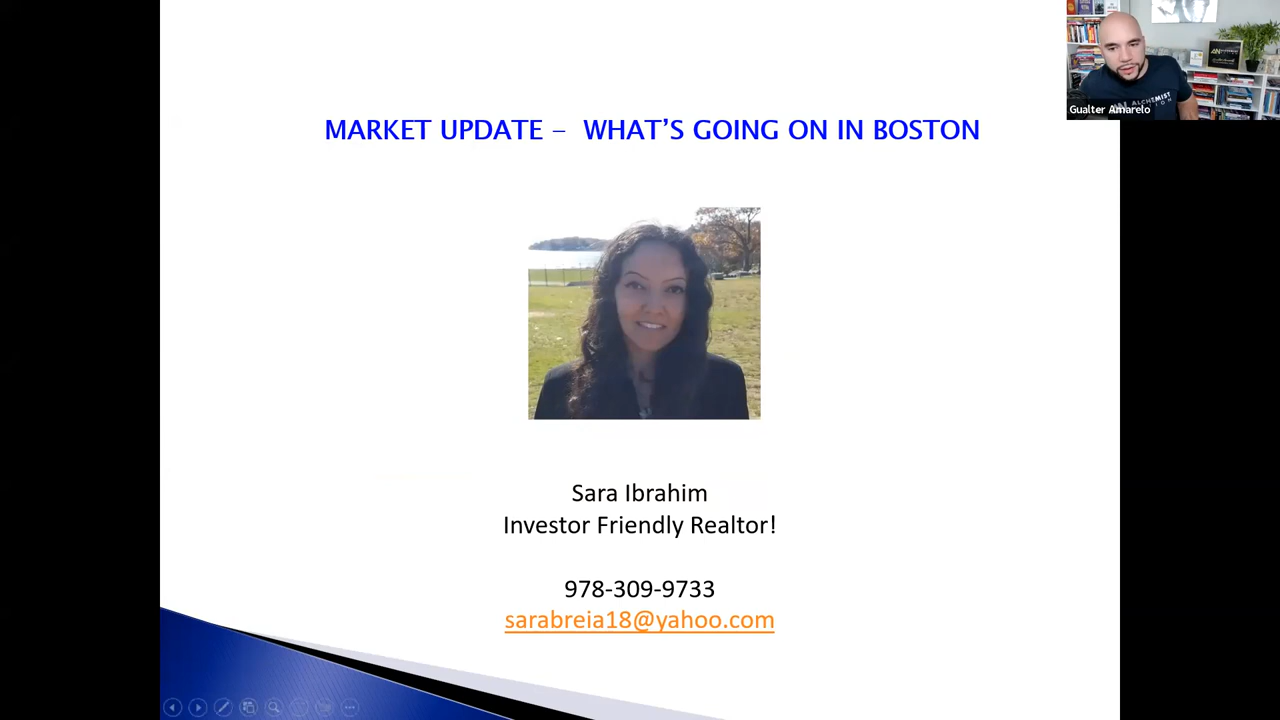 MARKET UPDATE – WHAT'S GOING ON IN BOSTON
Gualter Amarelo
Sara Ibrahim
Investor Friendly Realtor!
978-309-9733
sarabreia18@yahoo.com